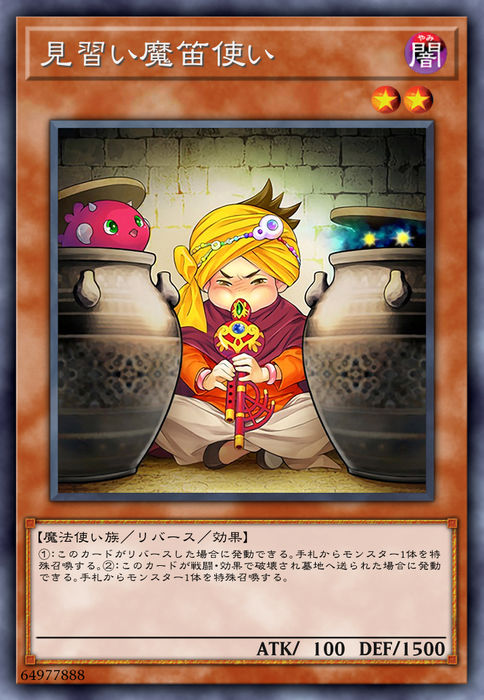 見習い魔笛使い
やみ
闇
【魔法使い族／リバース／効果】
①：このカードがリバースした場合に発動できる。手札からモンスター1体を特
殊召喚する。②：このカードが戦闘・効果で破壊され墓地へ送られた場合に発動
できる。手札からモンスター1体を特殊召喚する。
ATK/ 100 DEF/1500
64977888